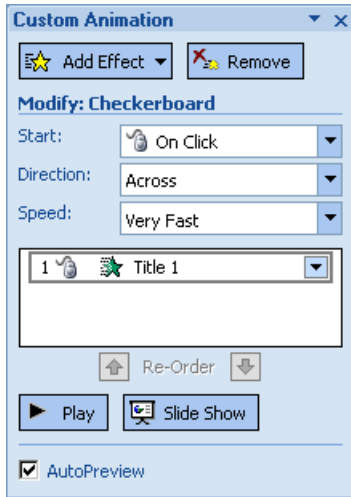 Custom Animation
Add Effect Remove
Modify: Checkerboard
Start: On Click
Direction: Across
Speed: Very Fast
1 Title 1
Re-Order
Play Slide Show
AutoPreview